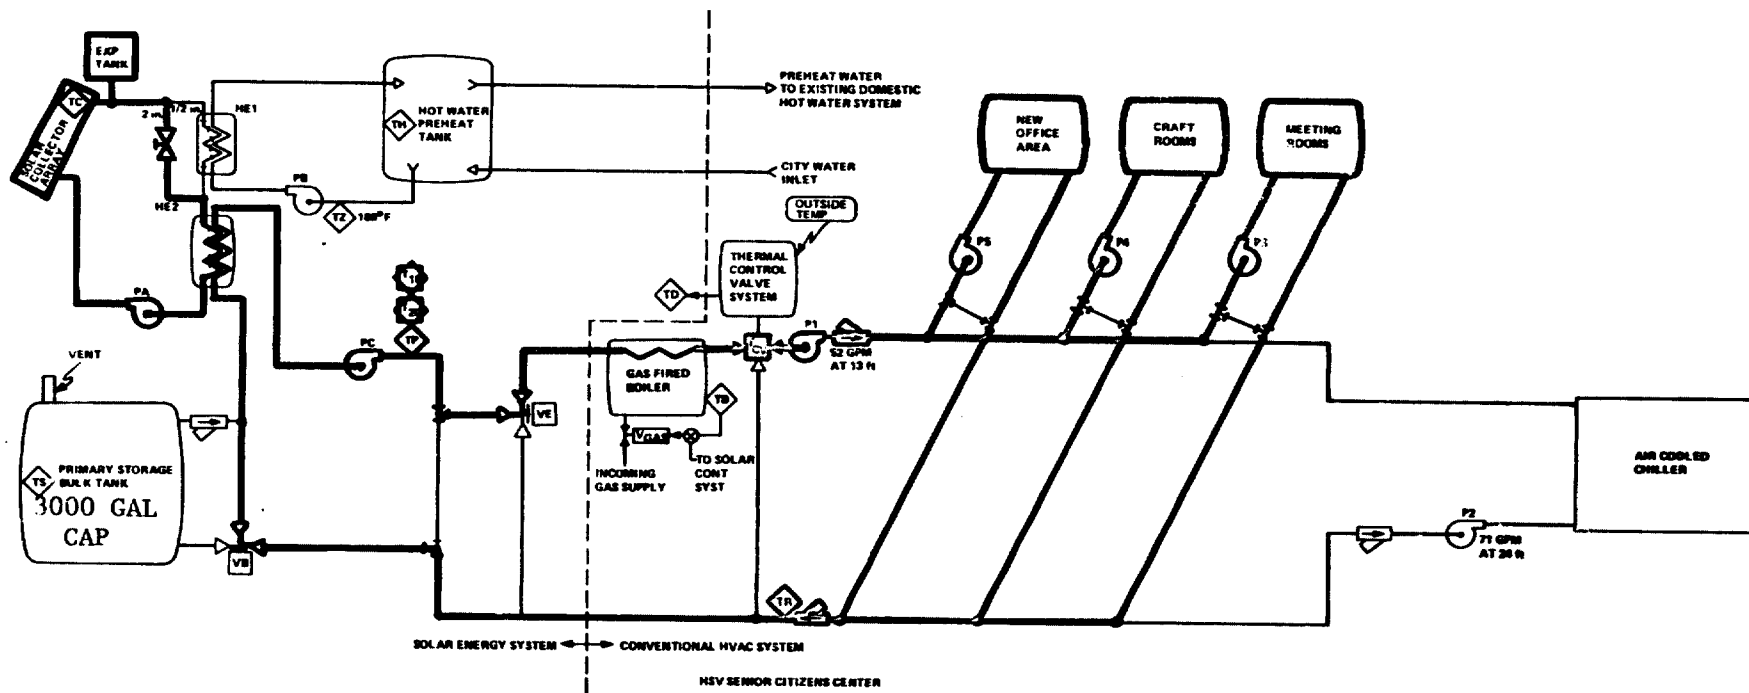 EXP
TANK
TC
SOLAR
COLLECTOR
ARRAY
2 in
1/2 in
HE1
HE2
PA
PB
TZ
TH
HOT WATER
PREHEAT
TANK
PREHEAT WATER
TO EXISTING DOMESTIC
HOT WATER SYSTEM
CITY WATER
INLET
OUTSIDE
TEMP
THERMAL
CONTROL
VALVE
SYSTEM
TD
NEW
OFFICE
AREA
CRAFT
ROOMS
MEETING
ROOMS
P5
P4
P3
TP
PC
VENT
TS
PRIMARY STORAGE
BULK TANK
3000 GAL
CAP
VB
VE
GAS FIRED
BOILER
TB
VGAS
INCOMING
GAS SUPPLY
TO SOLAR
CONT
SYST
P1
52 GPM
AT 13 ft
AIR COOLED
CHILLER
P2
71 GPM
TR
SOLAR ENERGY SYSTEM
CONVENTIONAL HVAC SYSTEM
HSV SENIOR CITIZENS CENTER